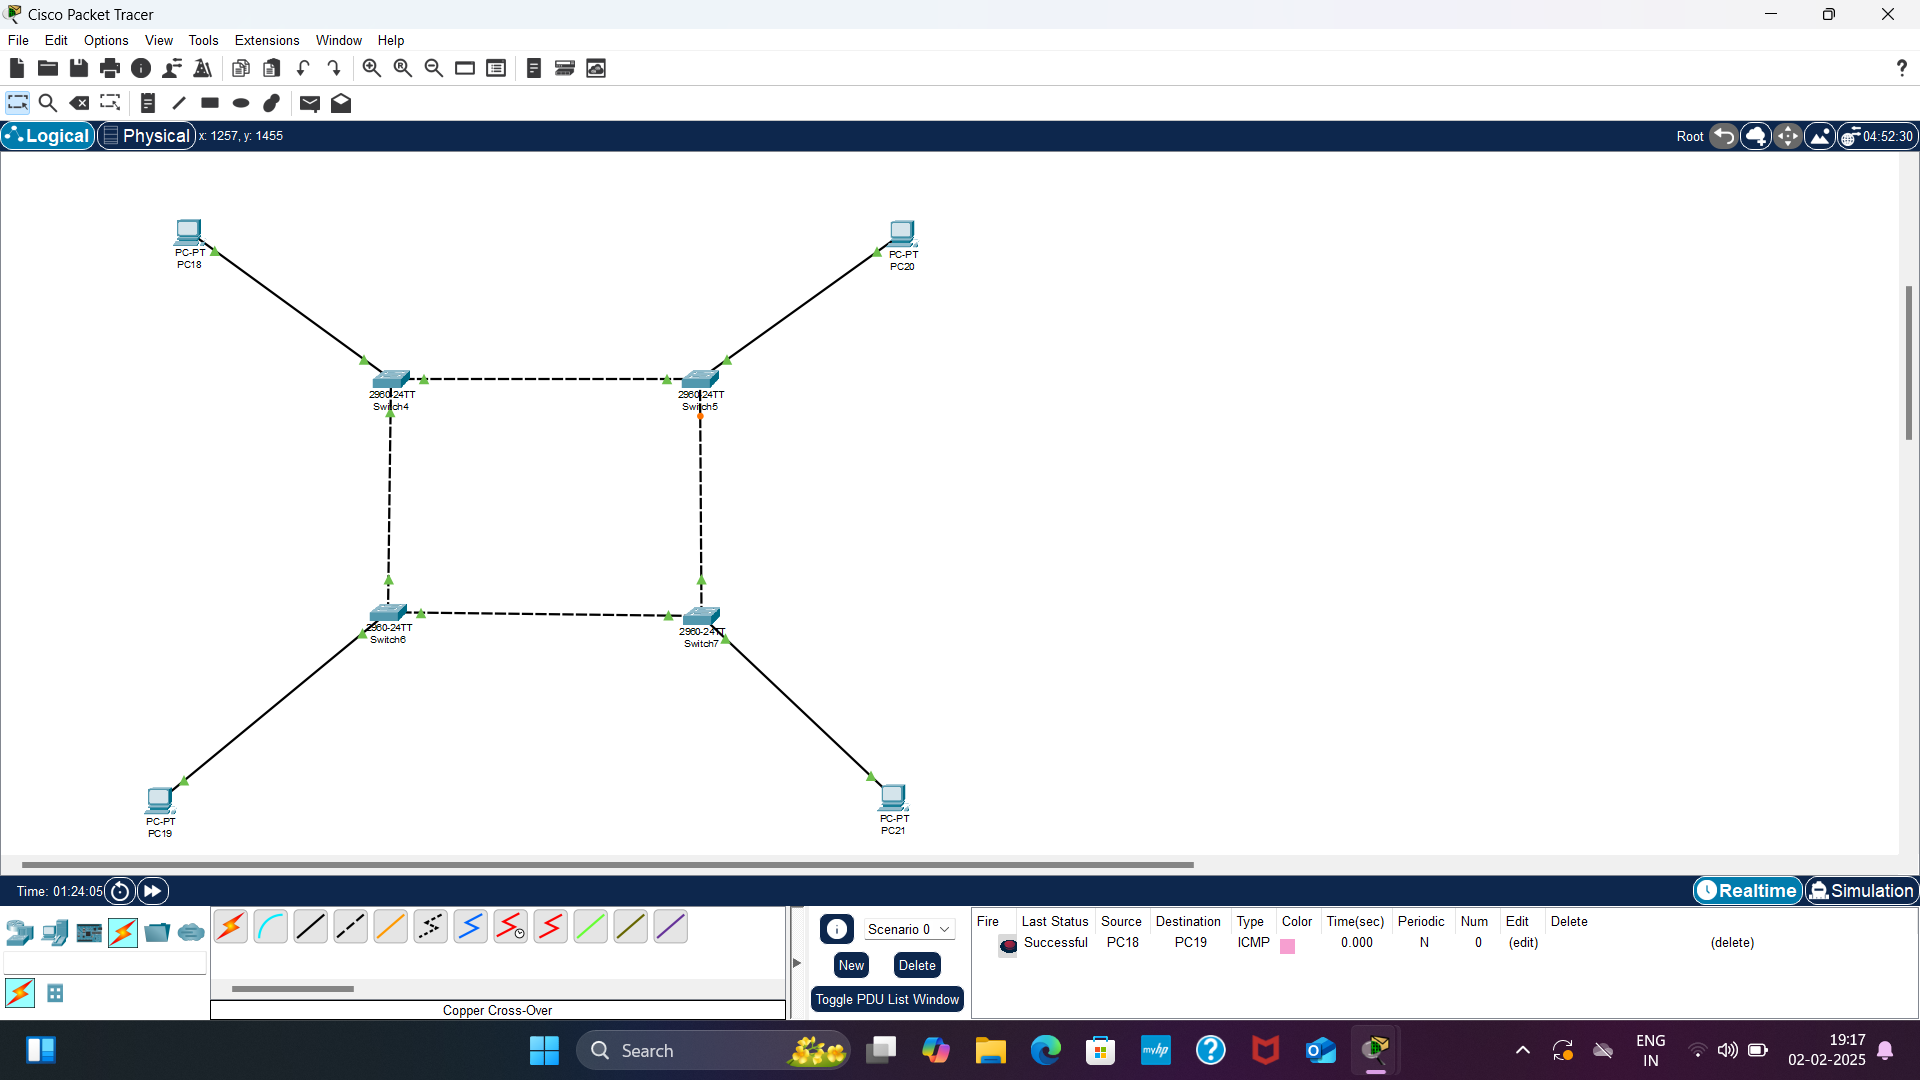 Cisco Packet Tracer
File Edit Options View Tools Extensions Window Help
?
Logical Physical x: 1257, y: 1455 Root 04:52:30
PC-PT
PC18
PC-PT
PC20
2960-24TT
Switch4
2960-24TT
Switch5
2960-24TT
Switch6
2960-24TT
Switch7
PC-PT
PC19
PC-PT
PC21
Time: 01:24:05 Realtime Simulation
Scenario 0
New Delete
Toggle PDU List Window
Fire Last Status Source Destination Type Color Time(sec) Periodic Num Edit Delete
Successful PC18 PC19 ICMP 0.000 N 0 (edit) (delete)
Copper Cross-Over
Search
myhp
ENG
IN
19:17
02-02-2025